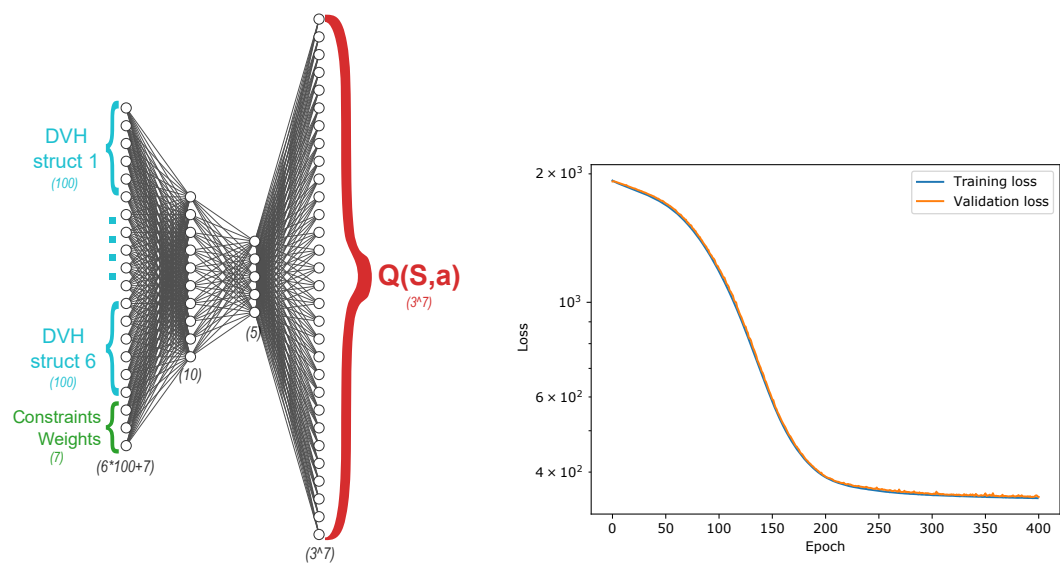 DVH
struct 1
(100)
DVH
struct 6
(100)
Constraints
Weights
(7)
(6*100+7)
(10)
(5)
(3^7)
Q(S,a)
(3^7)
2 × 10³
10³
6 × 10²
4 × 10²
Loss
Training loss
Validation loss
0 50 100 150 200 250 300 350 400
Epoch